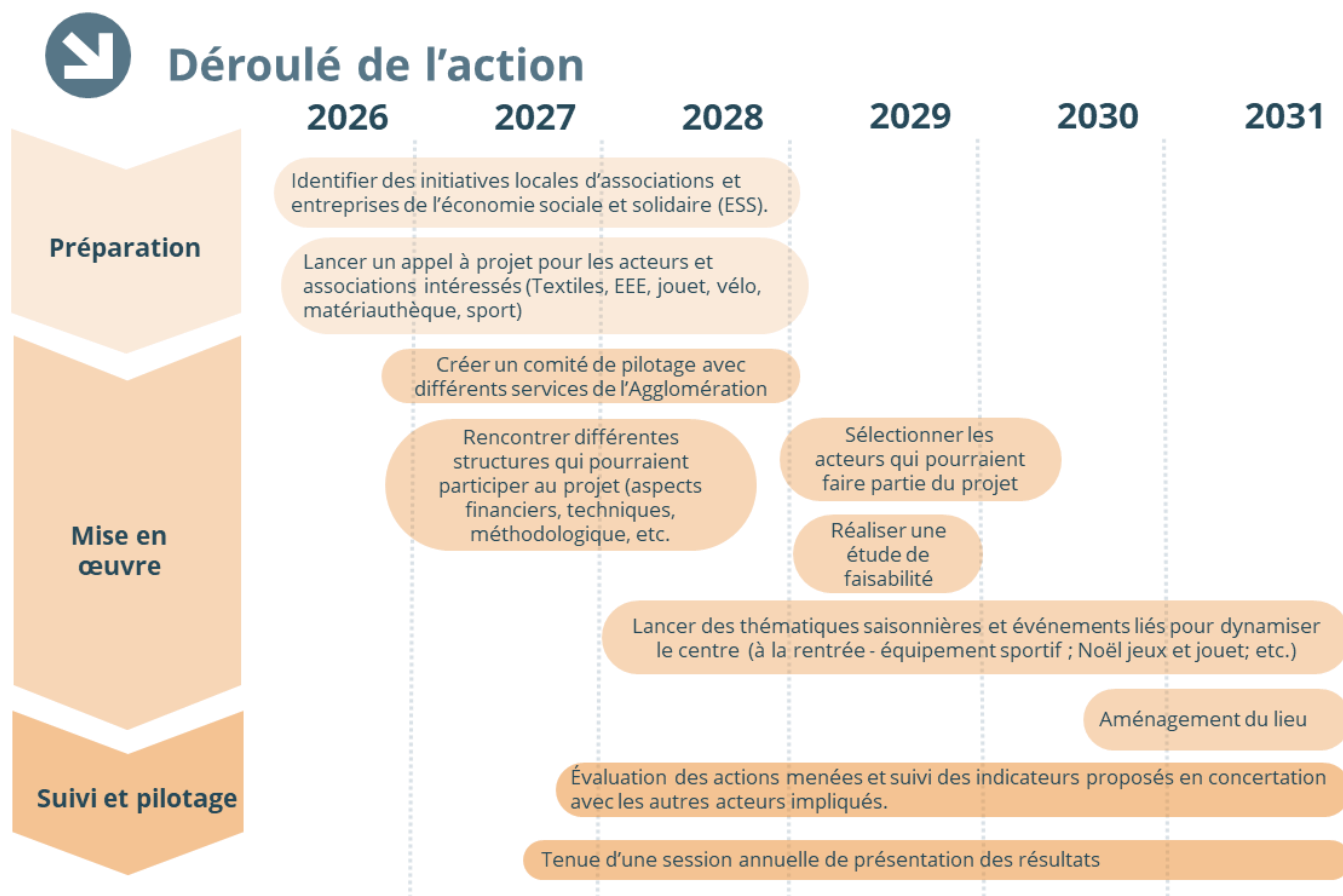 Déroulé de l’action
2026 2027 2028 2029 2030 2031
Préparation
Identifier des initiatives locales d’associations et
entreprises de l’économie sociale et solidaire (ESS).
Lancer un appel à projet pour les acteurs et
associations intéressés (Textiles, EEE, jouet, vélo,
matériauthèque, sport)
Mise en
œuvre
Créer un comité de pilotage avec
différents services de l’Agglomération
Rencontrer différentes
structures qui pourraient
participer au projet (aspects
financiers, techniques,
méthodologique, etc.
Sélectionner les
acteurs qui pourraient
faire partie du projet
Réaliser une
étude de
faisabilité
Lancer des thématiques saisonnières et événements liés pour dynamiser
le centre (à la rentrée - équipement sportif ; Noël jeux et jouet; etc.)
Aménagement du lieu
Suivi et pilotage
Évaluation des actions menées et suivi des indicateurs proposés en concertation
avec les autres acteurs impliqués.
Tenue d’une session annuelle de présentation des résultats